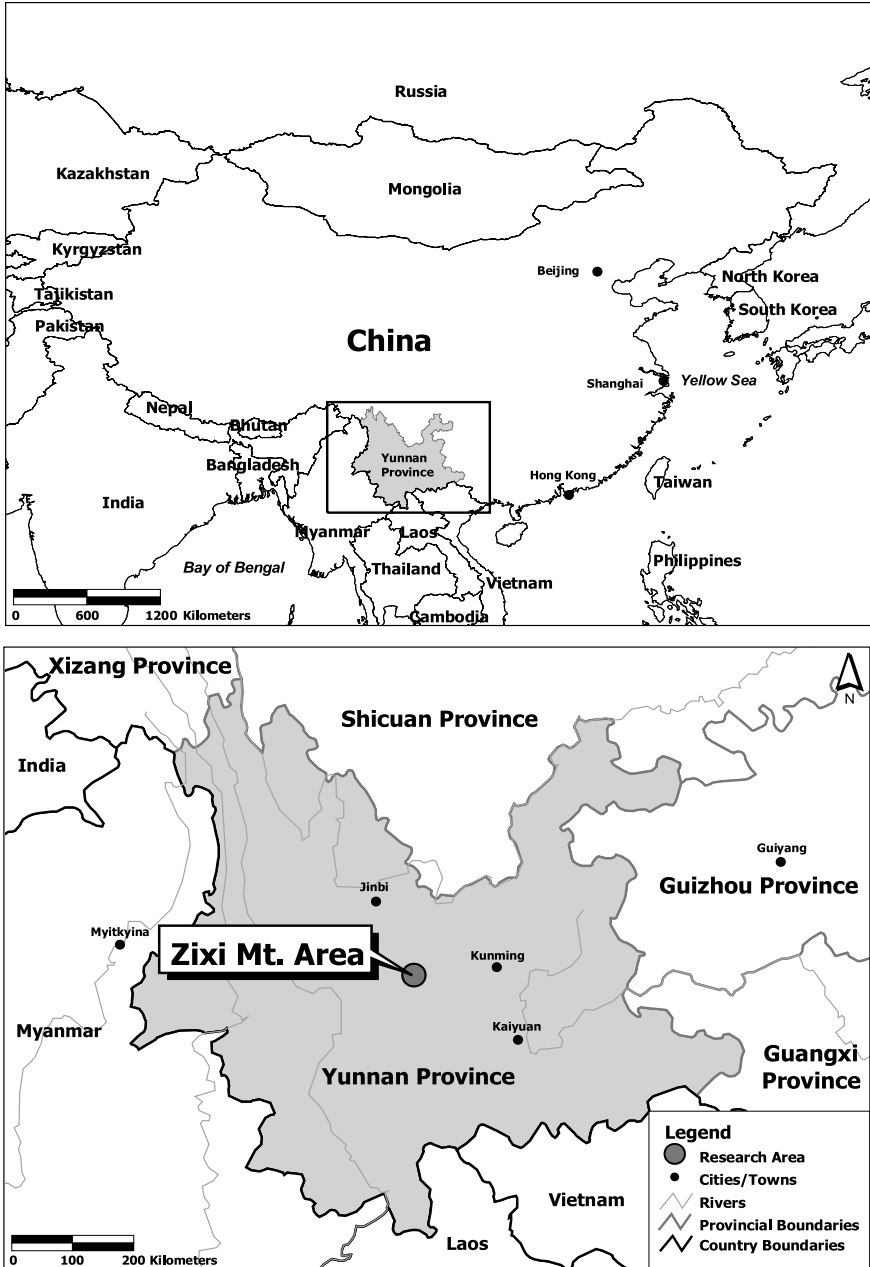 Russia
Kazakhstan
Mongolia
Kyrgyzstan
Beijing
North Korea
Tajikistan
South Korea
Pakistan
China
Shanghai
Yellow Sea
Nepal
Bhutan
Yunnan
Province
Bangladesh
Hong Kong
Taiwan
India
Myanmar
Laos
Philippines
Bay of Bengal
Thailand
Vietnam
Cambodia
0 600 1200 Kilometers
Xizang Province
N
Shicuan Province
India
Guiyang
Guizhou Province
Jinbi
Myitkyina
Zixi Mt. Area
Kunming
Myanmar
Kaiyuan
Guangxi
Province
Yunnan Province
Legend
Research Area
Cities/Towns
Rivers
Provincial Boundaries
Country Boundaries
Vietnam
Laos
0 100 200 Kilometers